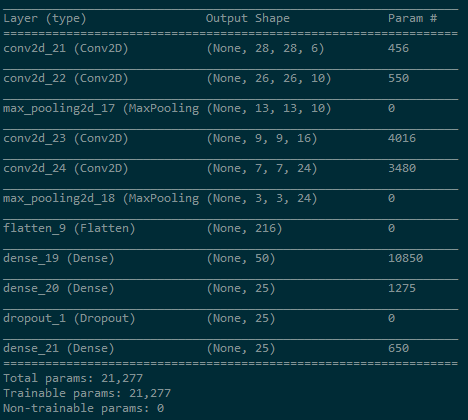 Layer (type) Output Shape Param #
=================================================================
conv2d_21 (Conv2D) (None, 28, 28, 6) 456
conv2d_22 (Conv2D) (None, 26, 26, 10) 550
max_pooling2d_17 (MaxPooling (None, 13, 13, 10) 0
conv2d_23 (Conv2D) (None, 9, 9, 16) 4016
conv2d_24 (Conv2D) (None, 7, 7, 24) 3480
max_pooling2d_18 (MaxPooling (None, 3, 3, 24) 0
flatten_9 (Flatten) (None, 216) 0
dense_19 (Dense) (None, 50) 10850
dense_20 (Dense) (None, 25) 1275
dropout_1 (Dropout) (None, 25) 0
dense_21 (Dense) (None, 25) 650
=================================================================
Total params: 21,277
Trainable params: 21,277
Non-trainable params: 0